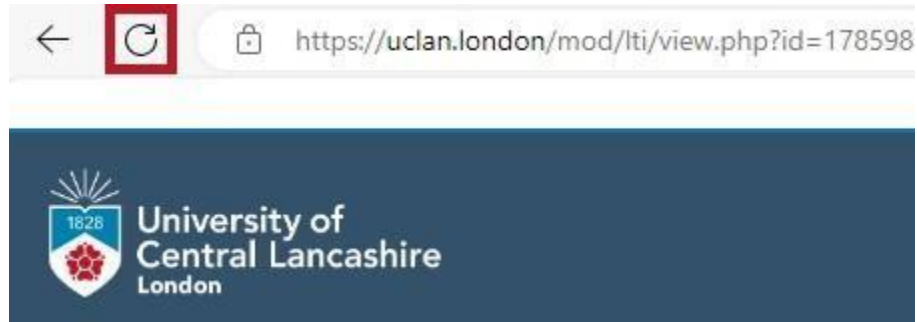 https://uclan.london/mod/lti/view.php?id=178598
1828
University of
Central Lancashire
London